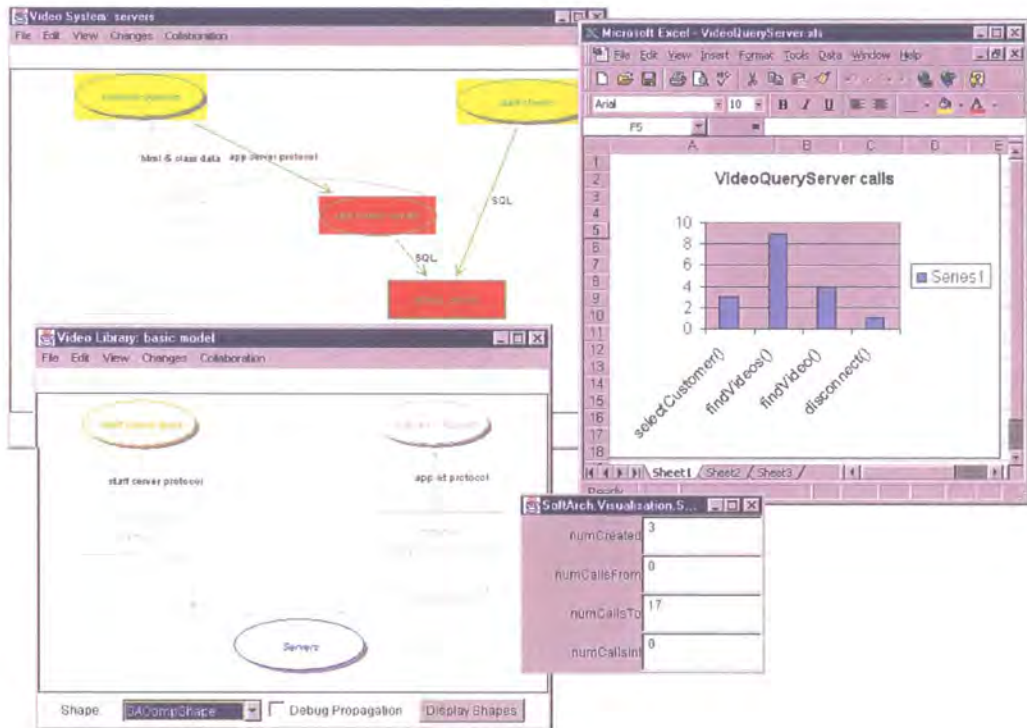 Video System: servers
File Edit View Changes Collaboration
html & class data
app server protocol
SQL
SQL
Microsoft Excel - VideoQueryServer.xls
File Edit View Insert Format Tools Data Window Help
Arial 10 B I U
F5 =
A B C D E
1
2
3
4
5
6
7
8
9
10
11
12
13
14
15
16
17
18
VideoQueryServer calls
10
8
6
4
2
0
selectCustomer()
findVideos()
findVideo()
disconnect()
Series1
Sheet1 Sheet2 Sheet3
Ready
Video Library: basic model
File Edit View Changes Collaboration
staff server protocol
applet protocol
Servers
Shape SACompShape Debug Propagation Display Shapes
SoftArch.Visualization.S...
numCreated 3
numCallsFrom 0
numCallsTo 17
numCallsInt 0